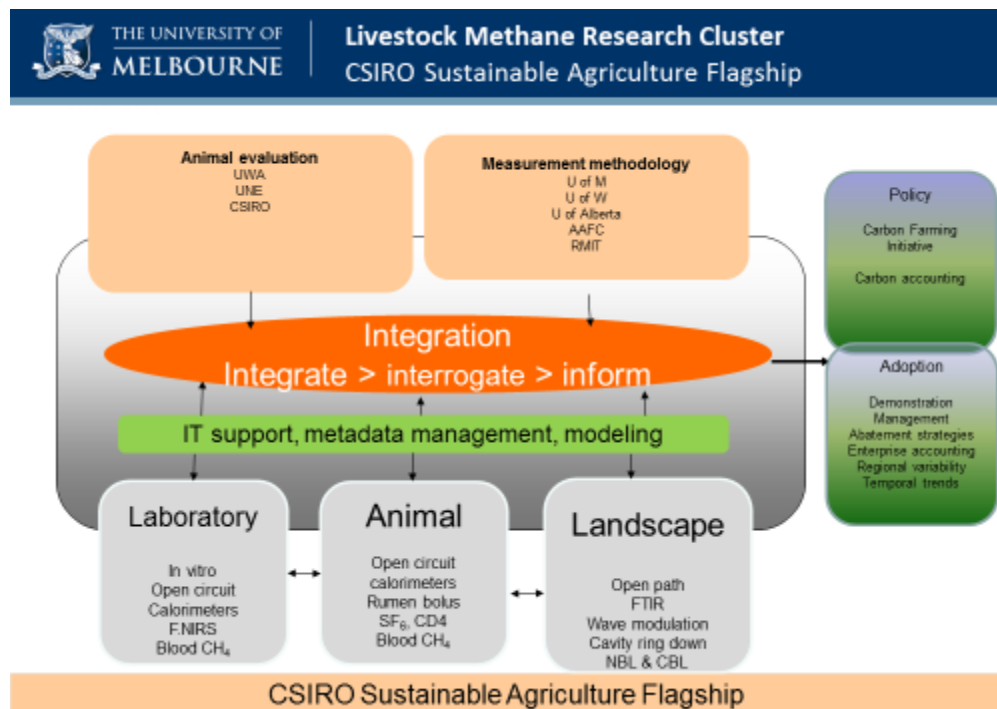 THE UNIVERSITY OF
MELBOURNE
Livestock Methane Research Cluster
CSIRO Sustainable Agriculture Flagship
Animal evaluation
UWA
UNE
CSIRO
Measurement methodology
U of M
U of W
U of Alberta
AAFC
RMIT
Policy
Carbon Farming
Initiative
Carbon accounting
Integration
Integrate > interrogate > inform
Adoption
Demonstration
Management
Abatement strategies
Enterprise accounting
Regional variability
Temporal trends
IT support, metadata management, modeling
Laboratory
In vitro
Open circuit
Calorimeters
F.NIRS
Blood CH₄
Animal
Open circuit
calorimeters
Rumen bolus
SF₆, CD4
Blood CH₄
Landscape
Open path
FTIR
Wave modulation
Cavity ring down
NBL & CBL
CSIRO Sustainable Agriculture Flagship